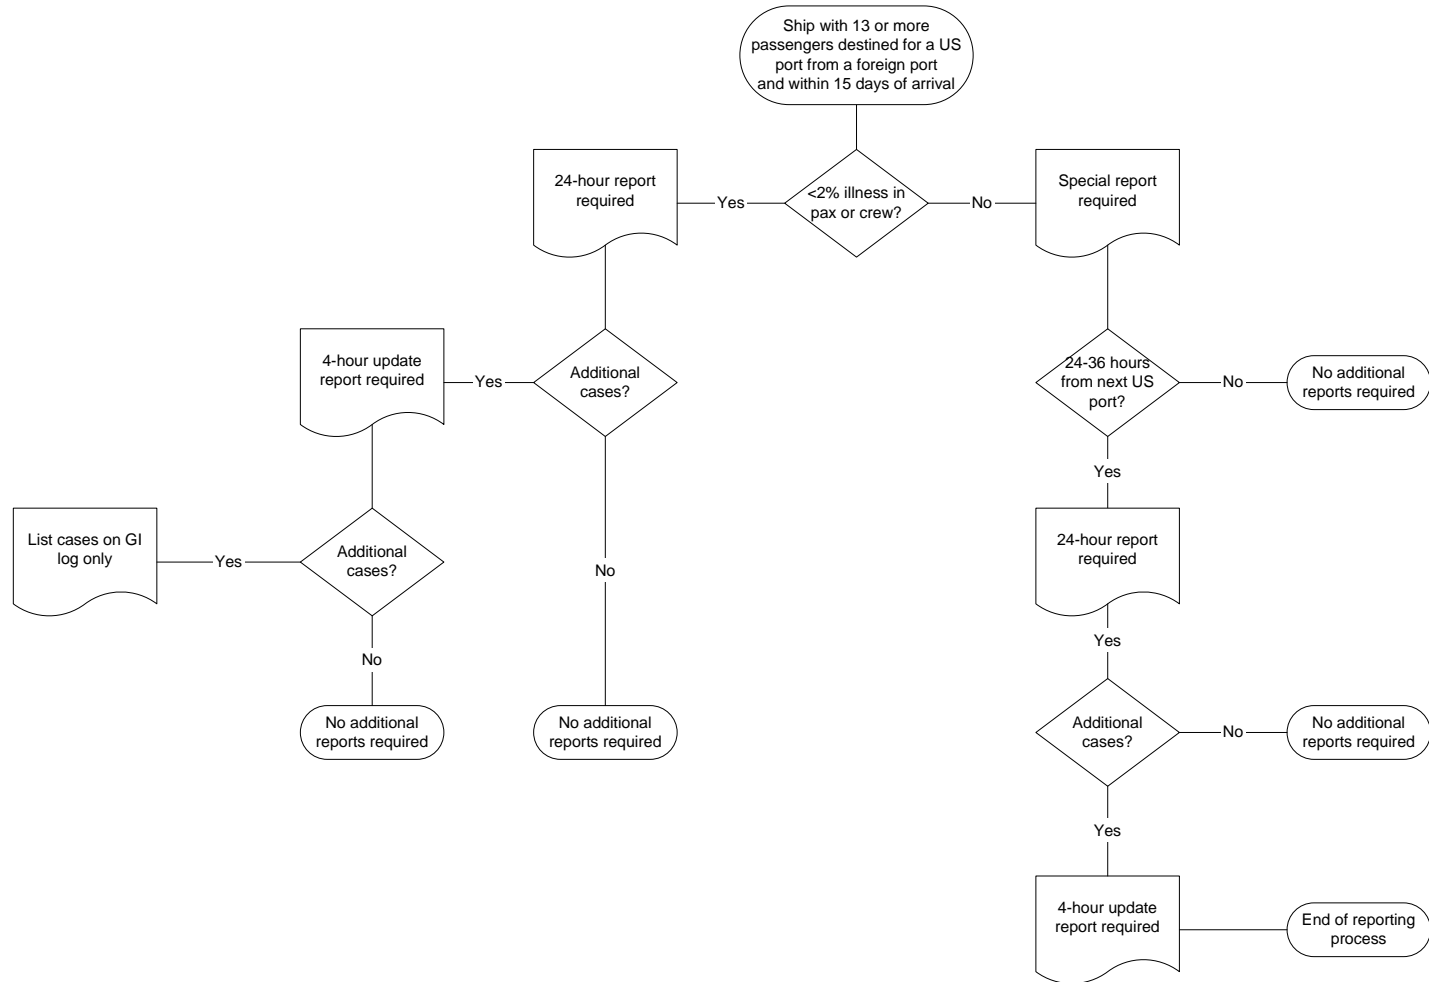 Ship with 13 or more
passengers destined for a US
port from a foreign port
and within 15 days of arrival
24-hour report
required
Yes
<2% illness in
pax or crew?
No
Special report
required
4-hour update
report required
Yes
Additional
cases?
24-36 hours
from next US
port?
No
No additional
reports required
Yes
List cases on GI
log only
Yes
Additional
cases?
No
24-hour report
required
Yes
No
No additional
reports required
No additional
reports required
Additional
cases?
No
No additional
reports required
Yes
4-hour update
report required
End of reporting
process